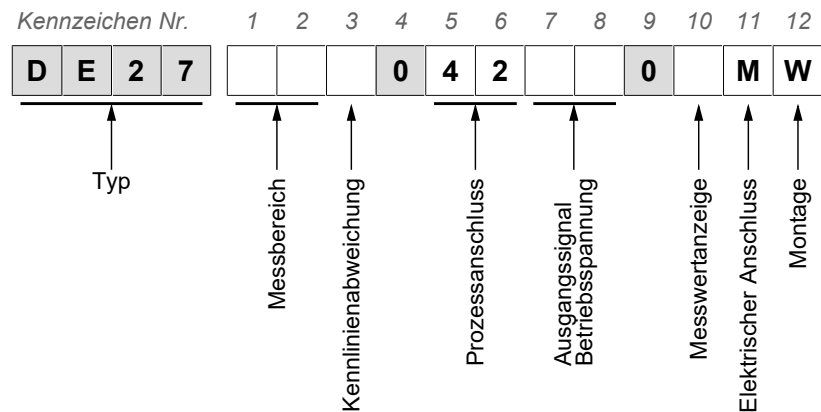 Kennzeichen Nr. 1 2 3 4 5 6 7 8 9 10 11 12
D E 2 7 0 4 2 0 M W
Typ
Messbereich
Kennlinienabweichung
Prozessanschluss
Ausgangssignal
Betriebsspannung
Messwertanzeige
Elektrischer Anschluss
Montage